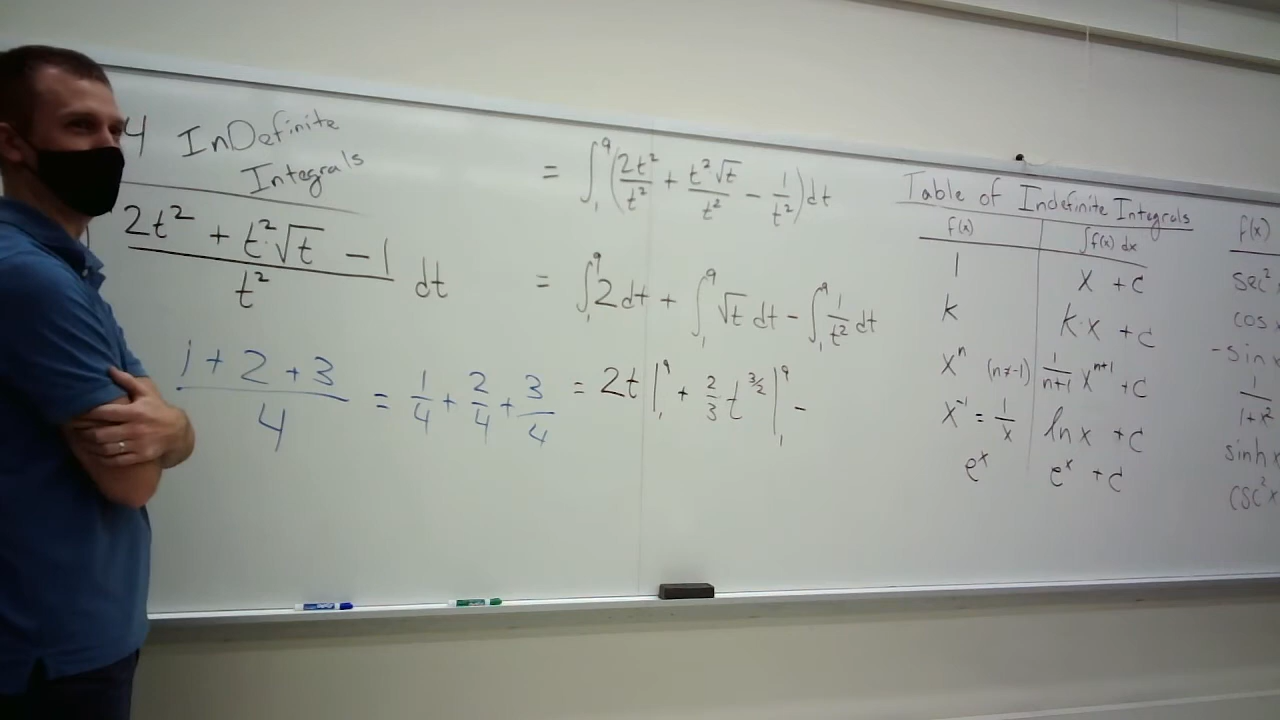 4 InDefinite
Integrals
2t² + t²·√t − 1
t² dt
1 + 2 + 3
4
= 1/4 + 2/4 + 3/4
= ∫₁⁹ (2t²/t² + t²√t/t² − 1/t²) dt
= ∫₁⁹ 2 dt + ∫₁⁹ √t dt − ∫₁⁹ 1/t² dt
= 2t |₁⁹ + 2/3 t^(3/2) |₁⁹ −
Table of Indefinite Integrals
f(x) ∫f(x) dx
1 x + C
k k·x + C
xⁿ (n≠-1) 1/(n+1) xⁿ⁺¹ + C
x⁻¹ = 1/x ln x + C
eˣ eˣ + C
f(x)
sec²
cos x
-sin
1/(1+x²)
sinh x
csc² x